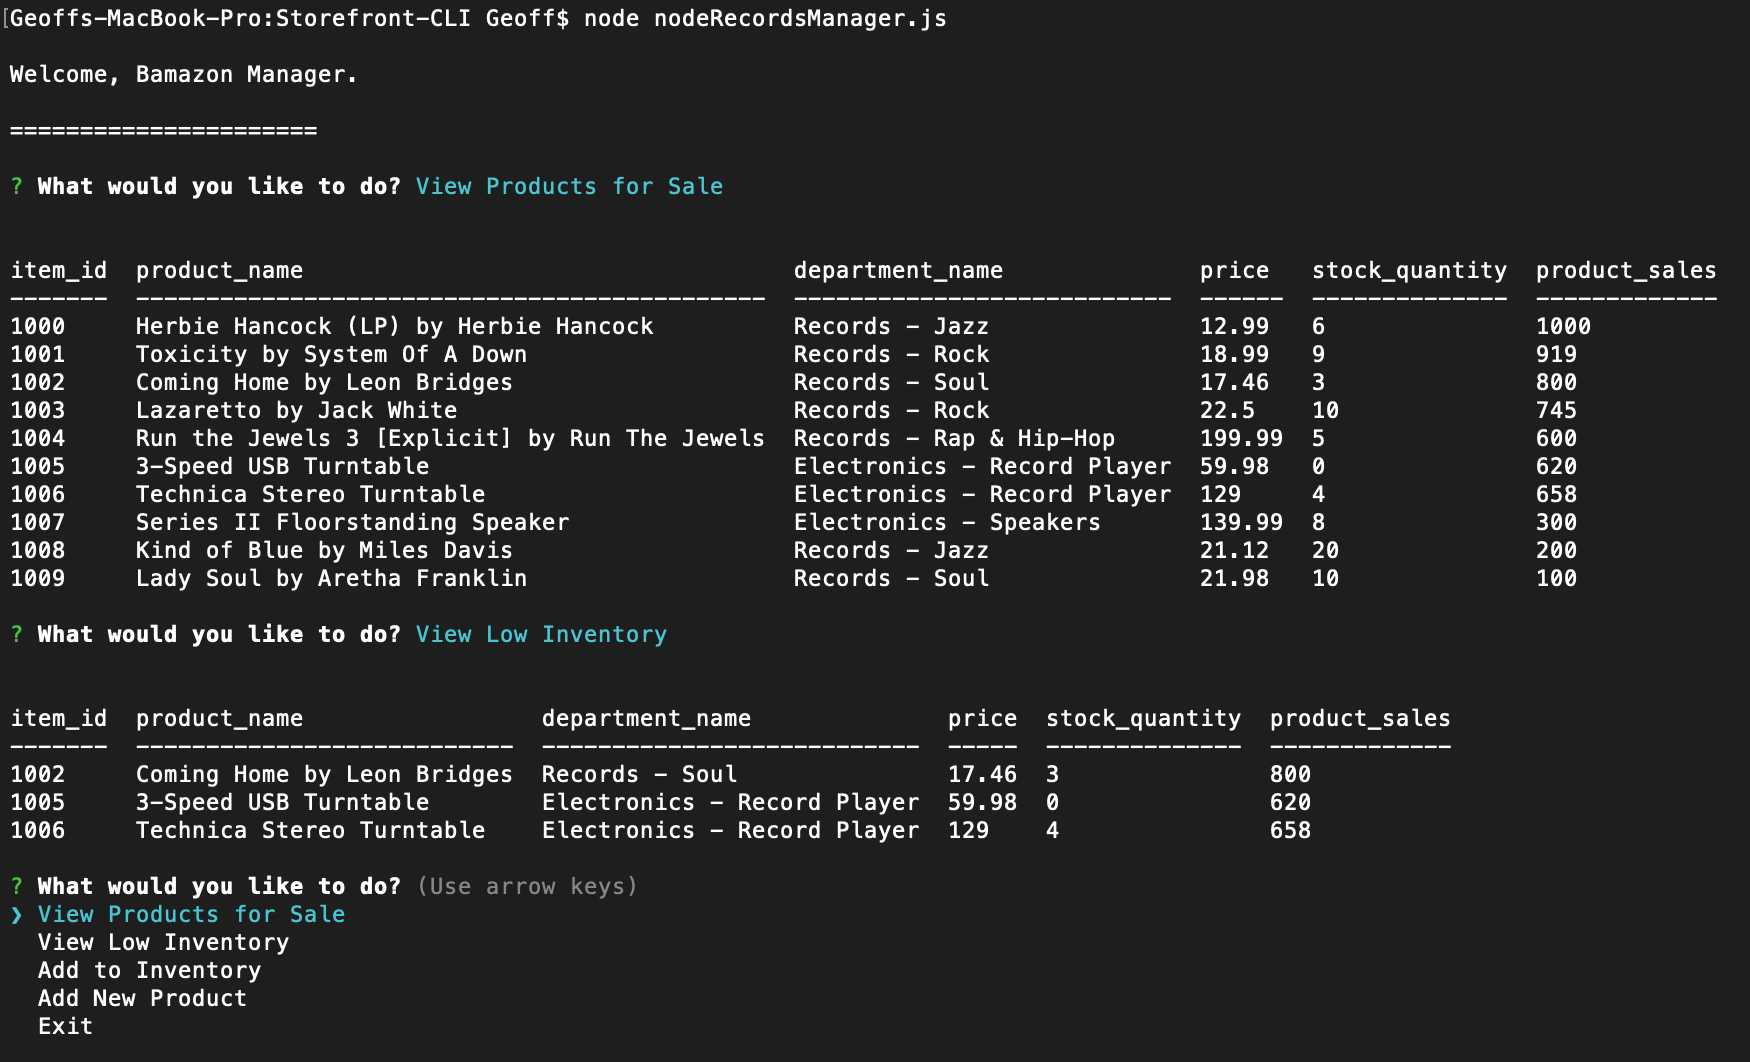 [Geoffs-MacBook-Pro:Storefront-CLI Geoff$ node nodeRecordsManager.js
Welcome, Bamazon Manager.
======================
? What would you like to do? View Products for Sale
item_id  product_name                                   department_name              price   stock_quantity  product_sales
-------  ---------------------------------------------  ---------------------------  ------  --------------  -------------
1000     Herbie Hancock (LP) by Herbie Hancock          Records - Jazz               12.99   6               1000
1001     Toxicity by System Of A Down                   Records - Rock               18.99   9               919
1002     Coming Home by Leon Bridges                    Records - Soul               17.46   3               800
1003     Lazaretto by Jack White                        Records - Rock               22.5    10              745
1004     Run the Jewels 3 [Explicit] by Run The Jewels  Records - Rap & Hip-Hop      199.99  5               600
1005     3-Speed USB Turntable                          Electronics - Record Player  59.98   0               620
1006     Technica Stereo Turntable                      Electronics - Record Player  129     4               658
1007     Series II Floorstanding Speaker                Electronics - Speakers       139.99  8               300
1008     Kind of Blue by Miles Davis                    Records - Jazz               21.12   20              200
1009     Lady Soul by Aretha Franklin                   Records - Soul               21.98   10              100
? What would you like to do? View Low Inventory
item_id  product_name                 department_name              price  stock_quantity  product_sales
-------  ---------------------------  ---------------------------  -----  --------------  -------------
1002     Coming Home by Leon Bridges  Records - Soul               17.46  3               800
1005     3-Speed USB Turntable        Electronics - Record Player  59.98  0               620
1006     Technica Stereo Turntable    Electronics - Record Player  129    4               658
? What would you like to do? (Use arrow keys)
❯ View Products for Sale
  View Low Inventory
  Add to Inventory
  Add New Product
  Exit